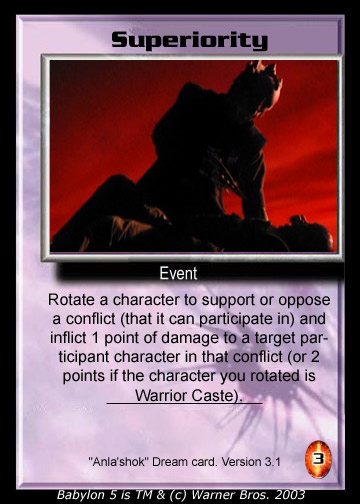 Superiority
Event
Rotate a character to support or oppose
a conflict (that it can participate in) and
inflict 1 point of damage to a target par-
ticipant character in that conflict (or 2
points if the character you rotated is
Warrior Caste).
"Anla'shok" Dream card. Version 3.1
3
Babylon 5 is TM & (c) Warner Bros. 2003